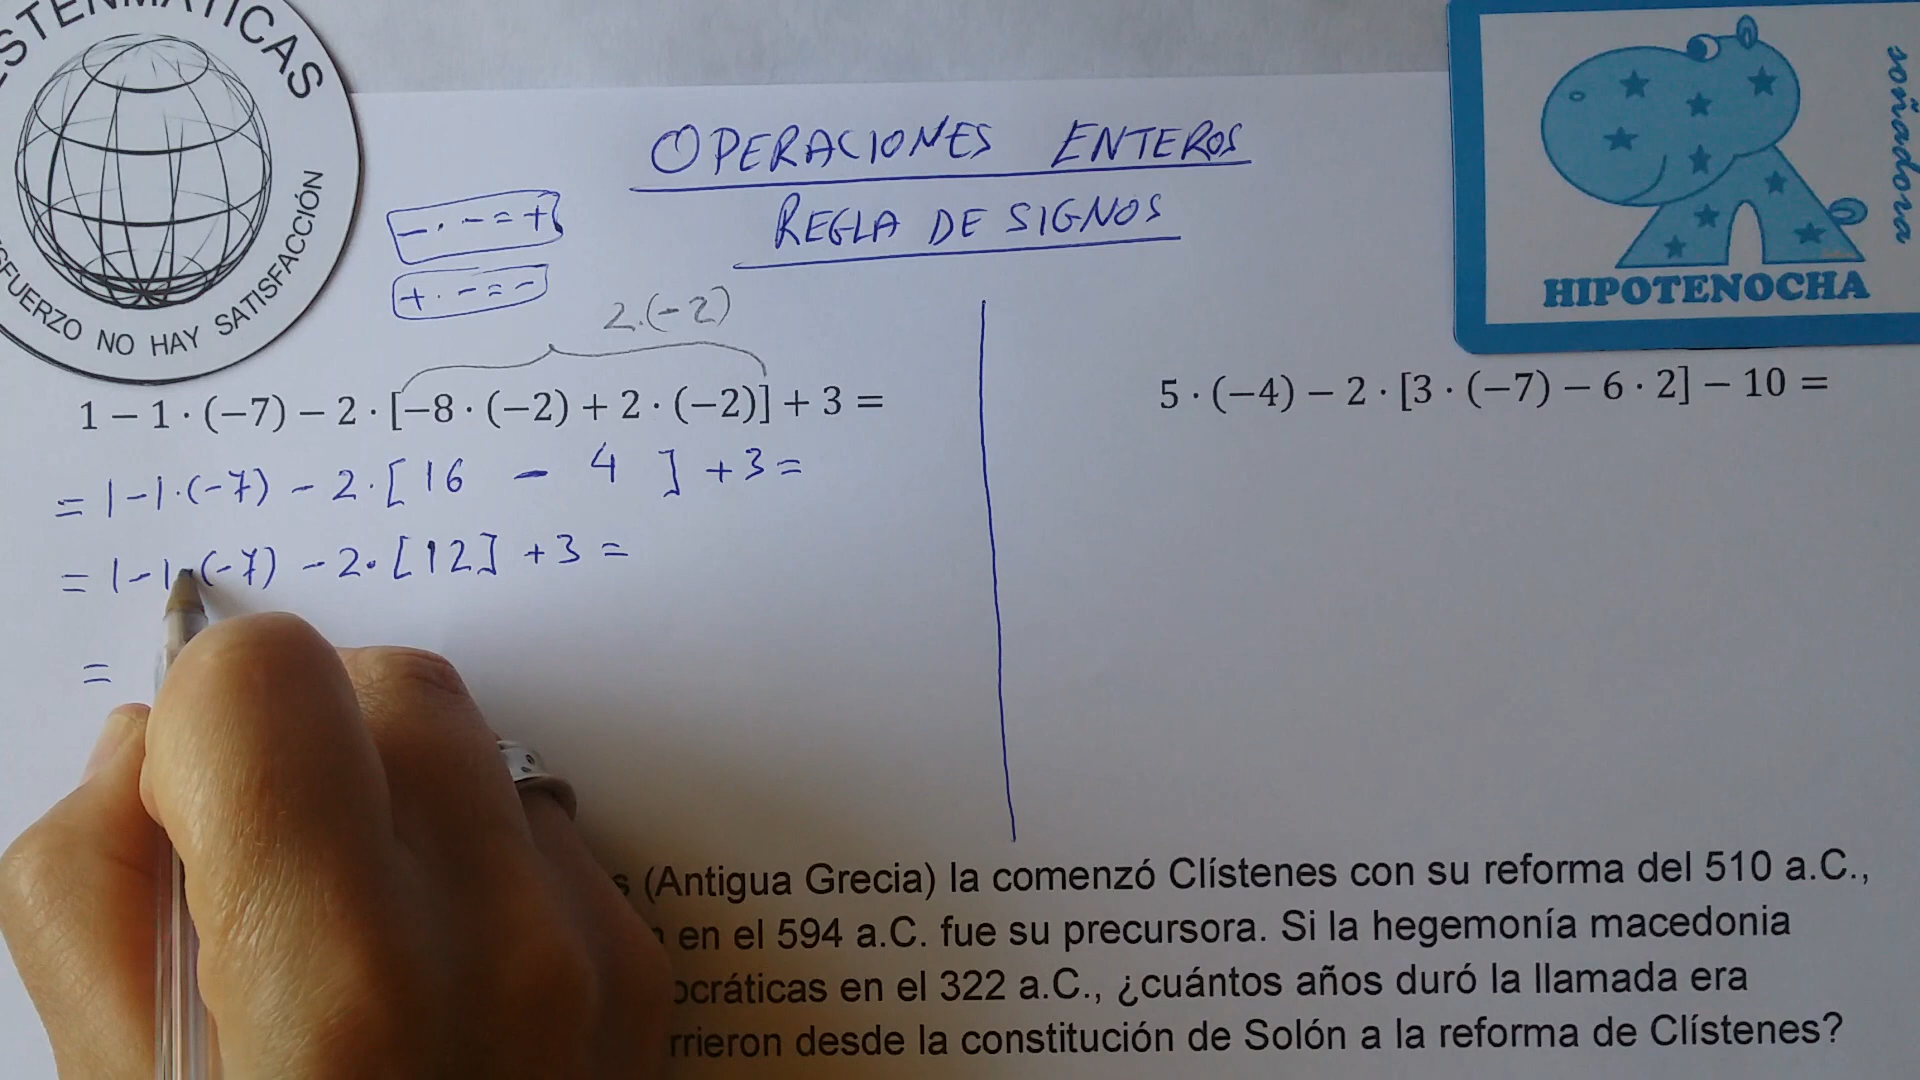 STENMÁTICAS
SFUERZO NO HAY SATISFACCIÓN
OPERACIONES ENTEROS
REGLA DE SIGNOS
soñadora
HIPOTENOCHA
- · - = +
+ · - = -
2·(-2)
1 − 1 · (−7) − 2 · [−8 · (−2) + 2 · (−2)] + 3 =
= 1-1·(-7) - 2·[16 - 4] +3 =
= 1-1·(-7) - 2·[12] +3 =
=
5 · (−4) − 2 · [3 · (−7) − 6 · 2] − 10 =
(Antigua Grecia) la comenzó Clístenes con su reforma del 510 a.C.,
en el 594 a.C. fue su precursora. Si la hegemonía macedonia
ocráticas en el 322 a.C., ¿cuántos años duró la llamada era
rrieron desde la constitución de Solón a la reforma de Clístenes?